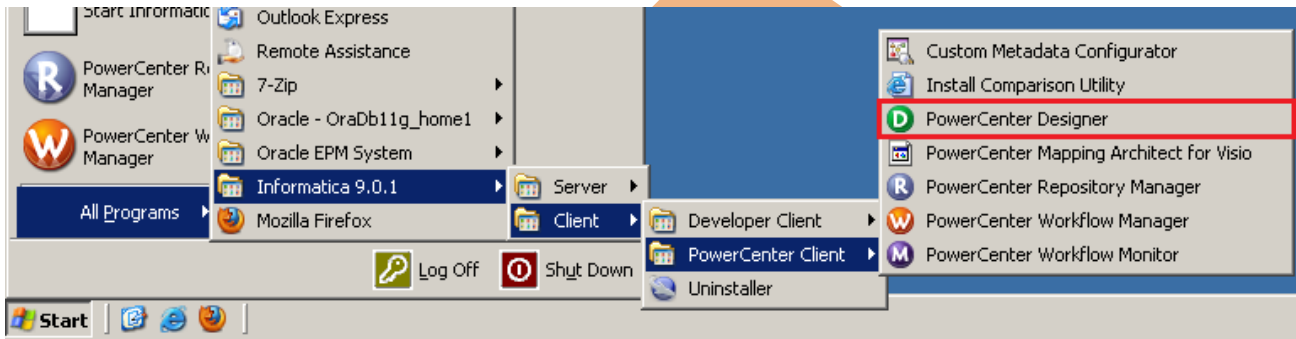 Start Informatic
PowerCenter R
Manager
PowerCenter W
Manager
All Programs
Outlook Express
Remote Assistance
7-Zip
Oracle - OraDb11g_home1
Oracle EPM System
Informatica 9.0.1
Mozilla Firefox
Server
Client
Developer Client
PowerCenter Client
Uninstaller
Custom Metadata Configurator
Install Comparison Utility
PowerCenter Designer
PowerCenter Mapping Architect for Visio
PowerCenter Repository Manager
PowerCenter Workflow Manager
PowerCenter Workflow Monitor
Log Off
Shut Down
Start